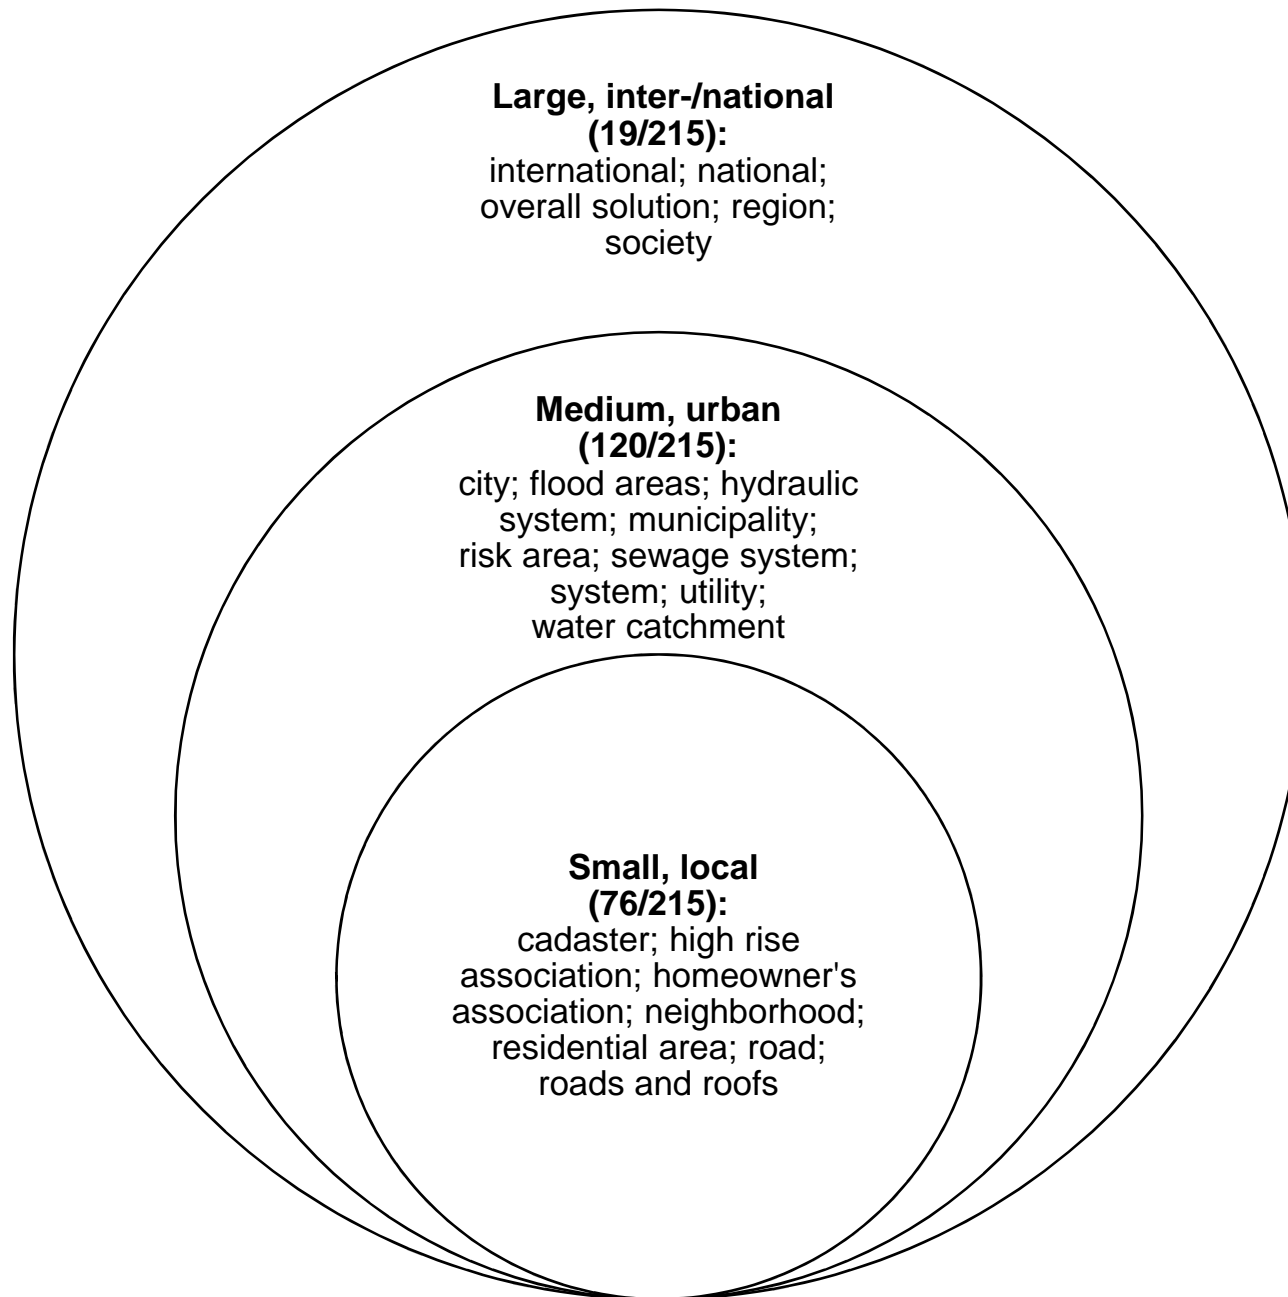 Large, inter-/national
(19/215):
international; national;
overall solution; region;
society
Medium, urban
(120/215):
city; flood areas; hydraulic
system; municipality;
risk area; sewage system;
system; utility;
water catchment
Small, local
(76/215):
cadaster; high rise
association; homeowner's
association; neighborhood;
residential area; road;
roads and roofs